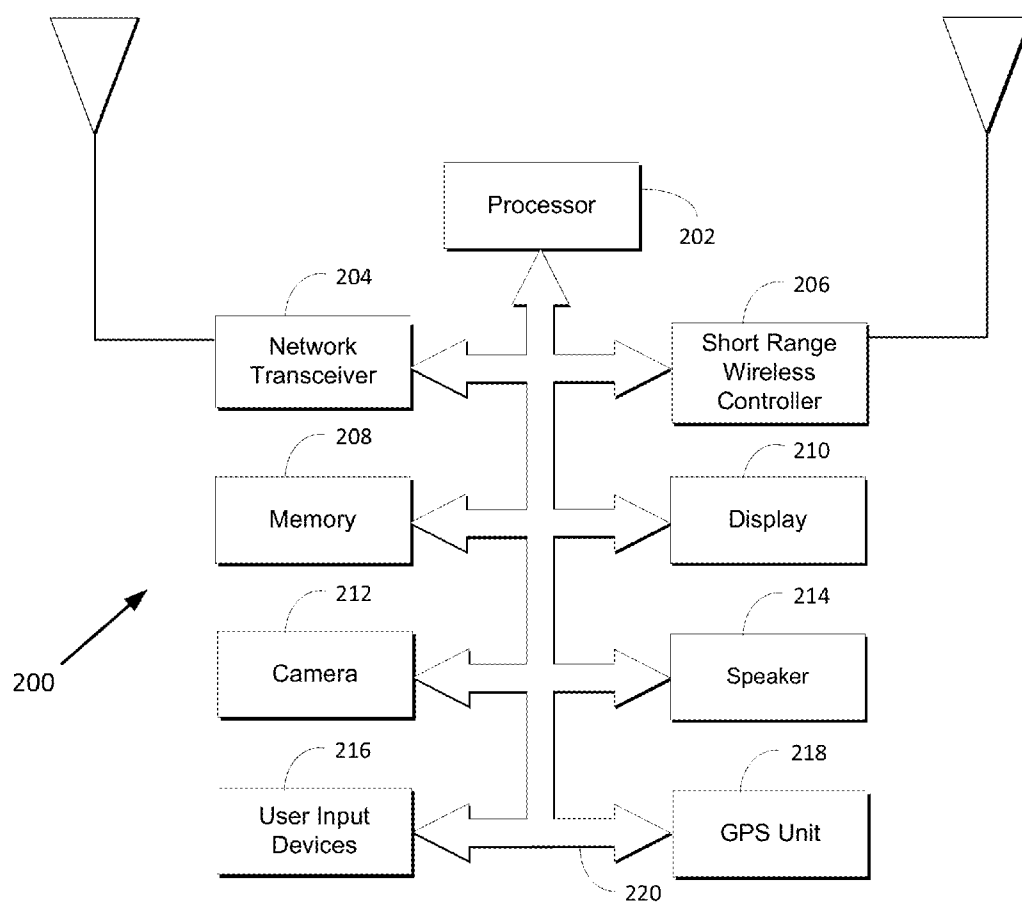 Processor
202
204
206
Network
Transceiver
Short Range
Wireless
Controller
208
210
Memory
Display
212
214
Camera
Speaker
200
216
218
User Input
Devices
GPS Unit
220